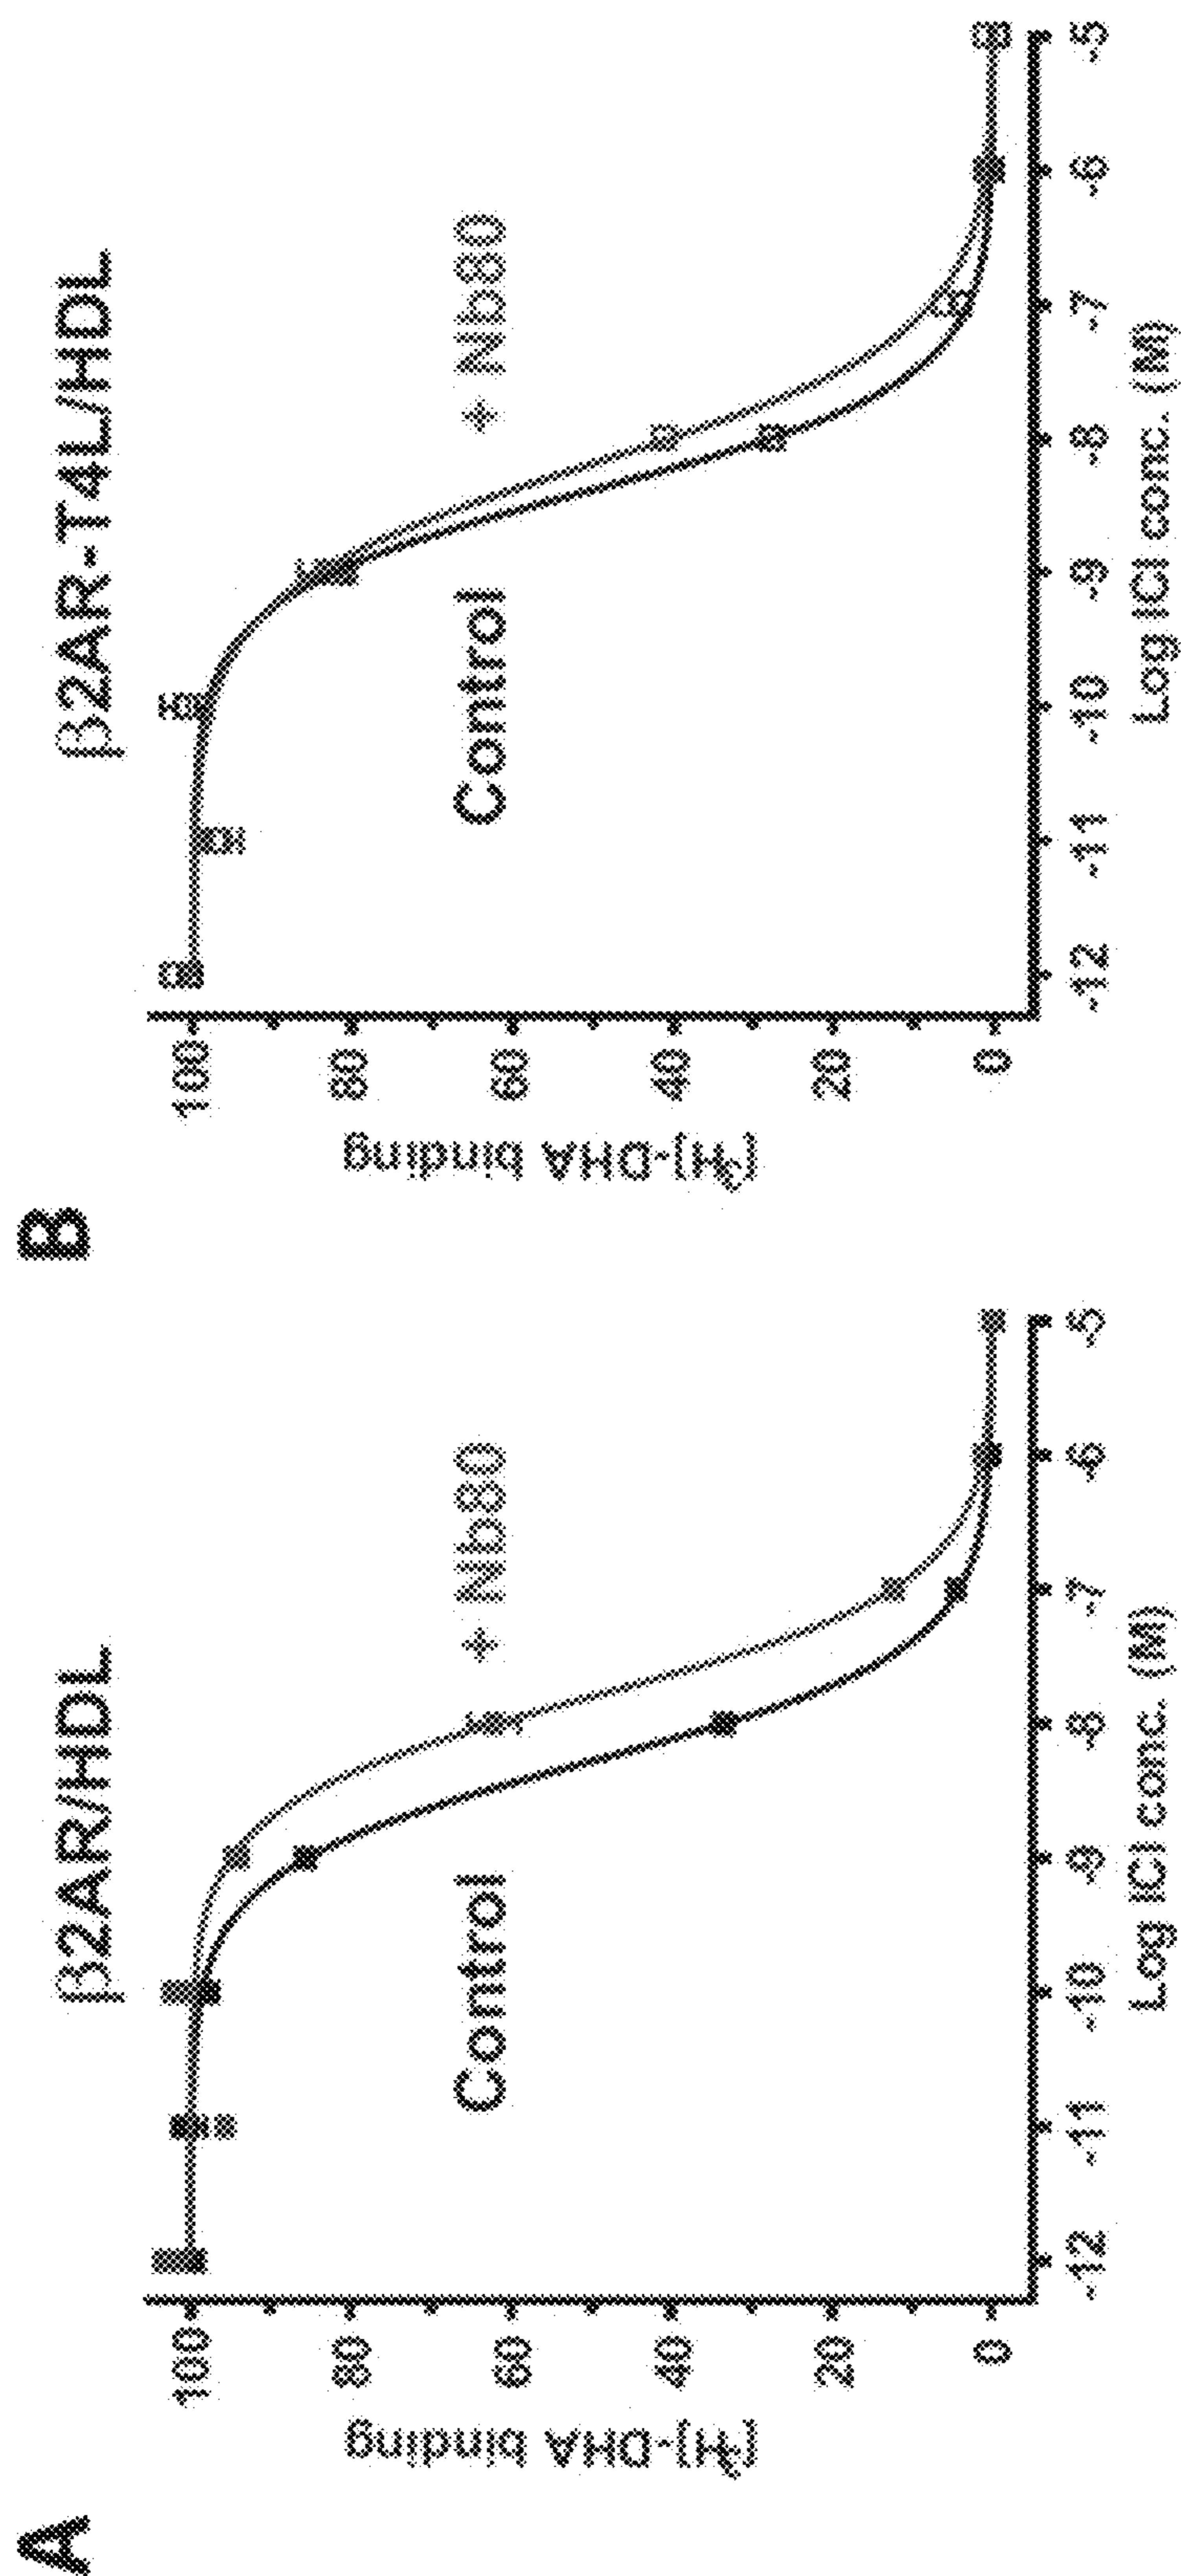 A
β2AR/HDL
[³H]-DHA binding
100
80
60
40
20
0
Control
+ Nb80
-12 -11 -10 -9 -8 -7 -6 -5
Log ICI conc. (M)
B
β2AR-T4L/HDL
[³H]-DHA binding
100
80
60
40
20
0
Control
+ Nb80
-12 -11 -10 -9 -8 -7 -6 -5
Log ICI conc. (M)